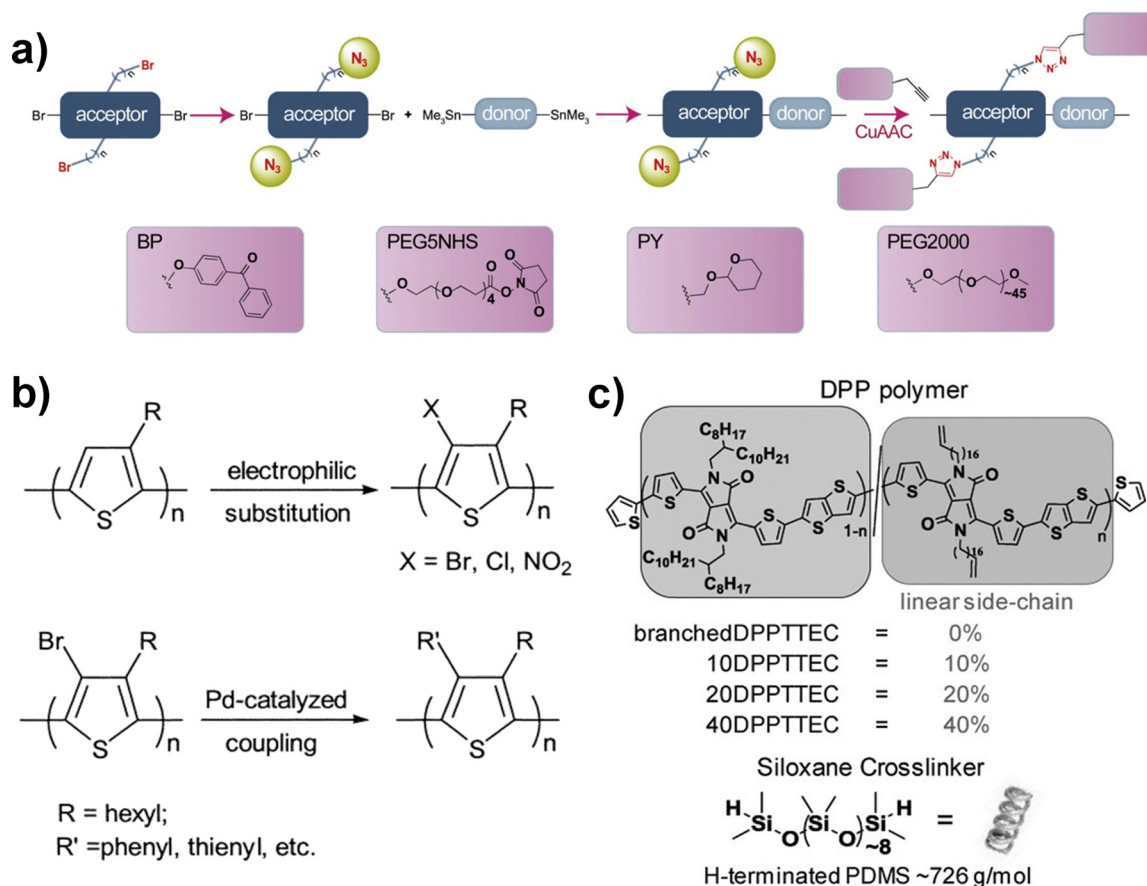 a)
Br
Br acceptor Br
Br
n
n
N3
Br acceptor Br
N3
n
n
+
Me3Sn donor SnMe3
N3
acceptor donor
N3
n
n
CuAAC
N N N
acceptor donor
N N N
n
n
BP
O O
PEG5NHS
O O 4 O O N O O
PY
O O
PEG2000
O O ~45 O
b)
R
S n
electrophilic
substitution
X R
S n
X = Br, Cl, NO2
Br R
S n
Pd-catalyzed
coupling
R' R
S n
R = hexyl;
R' =phenyl, thienyl, etc.
c)
DPP polymer
C8H17
C10H21
N O
S S S S S
O N
1-n
C10H21
C8H17
16
N O
S S S S S
O N
n
16
linear side-chain
branchedDPPTTEC = 0%
10DPPTTEC = 10%
20DPPTTEC = 20%
40DPPTTEC = 40%
Siloxane Crosslinker
H Si O Si O ~8 Si H =
H-terminated PDMS ~726 g/mol